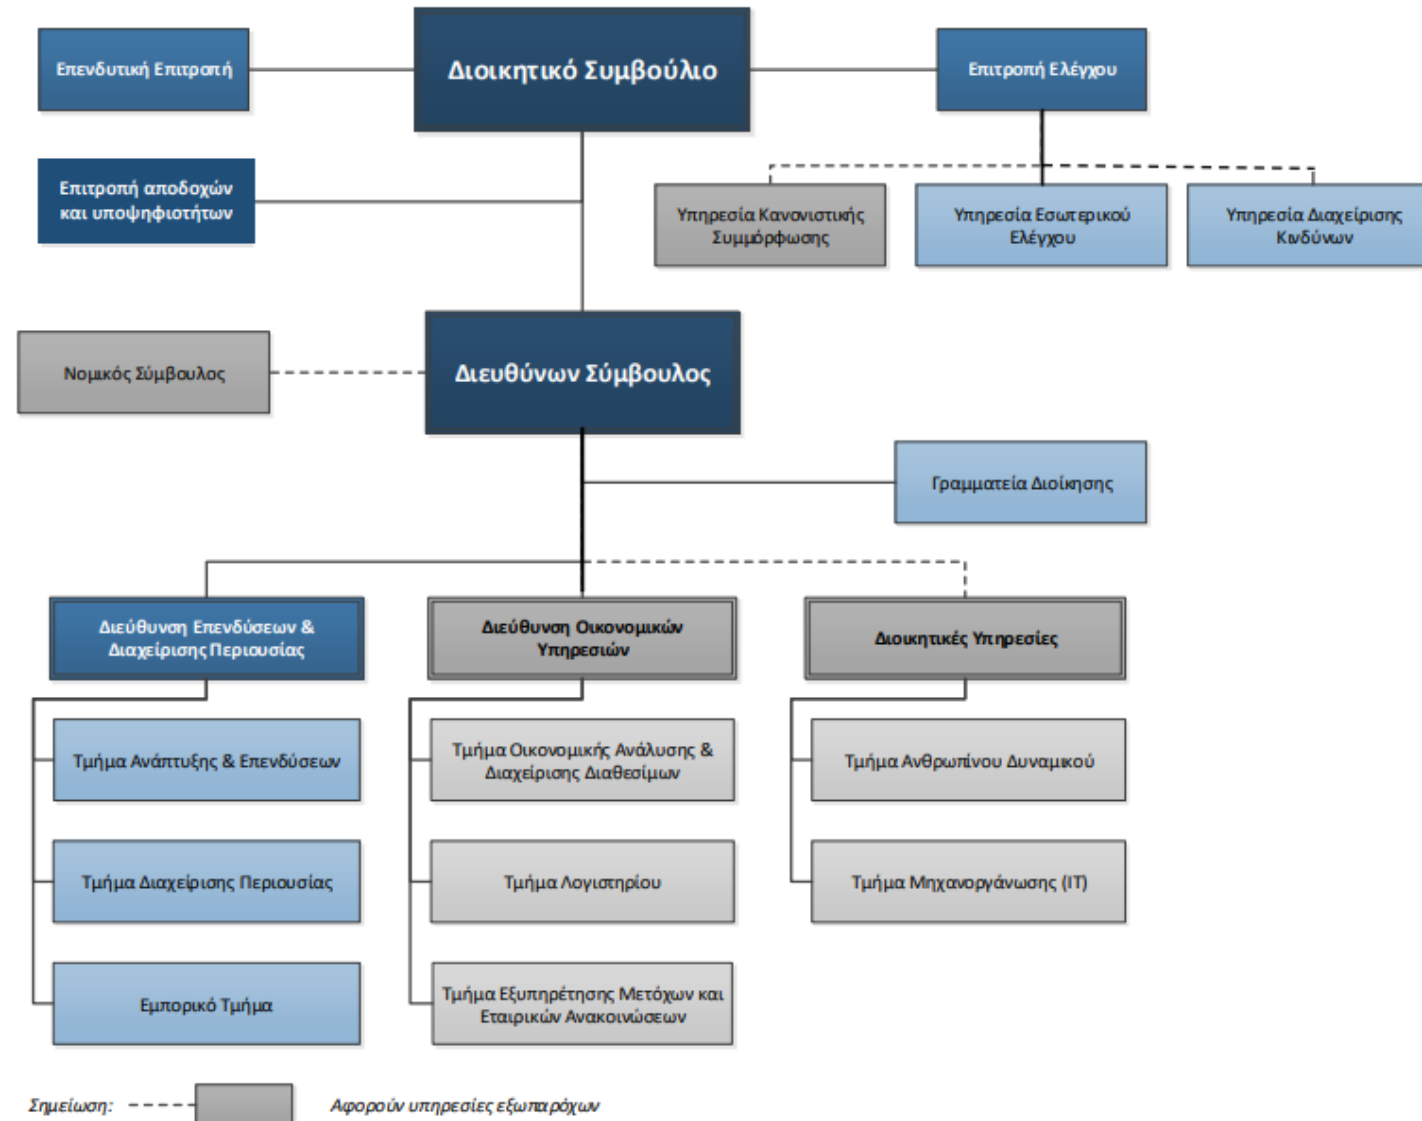 Επενδυτική Επιτροπή
Διοικητικό Συμβούλιο
Επιτροπή Ελέγχου
Επιτροπή αποδοχών
και υποψηφιοτήτων
Υπηρεσία Κανονιστικής
Συμμόρφωσης
Υπηρεσία Εσωτερικού
Ελέγχου
Υπηρεσία Διαχείρισης
Κινδύνων
Νομικός Σύμβουλος
Διευθύνων Σύμβουλος
Γραμματεία Διοίκησης
Διεύθυνση Επενδύσεων &
Διαχείρισης Περιουσίας
Διεύθυνση Οικονομικών
Υπηρεσιών
Διοικητικές Υπηρεσίες
Τμήμα Ανάπτυξης & Επενδύσεων
Τμήμα Οικονομικής Ανάλυσης &
Διαχείρισης Διαθεσίμων
Τμήμα Ανθρωπίνου Δυναμικού
Τμήμα Διαχείρισης Περιουσίας
Τμήμα Λογιστηρίου
Τμήμα Μηχανοργάνωσης (IT)
Εμπορικό Τμήμα
Τμήμα Εξυπηρέτησης Μετόχων και
Εταιρικών Ανακοινώσεων
Σημείωση:
Αφορούν υπηρεσίες εξωπαρόχων